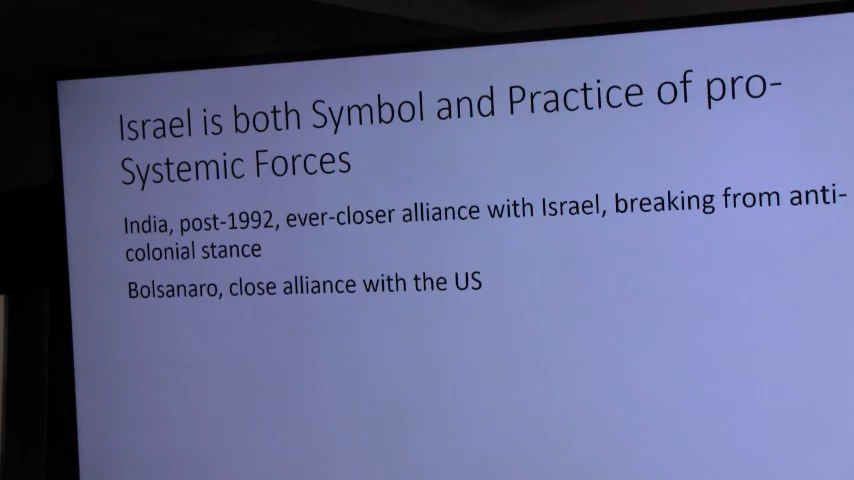 Israel is both Symbol and Practice of pro-
Systemic Forces
India, post-1992, ever-closer alliance with Israel, breaking from anti-
colonial stance
Bolsanaro, close alliance with the US